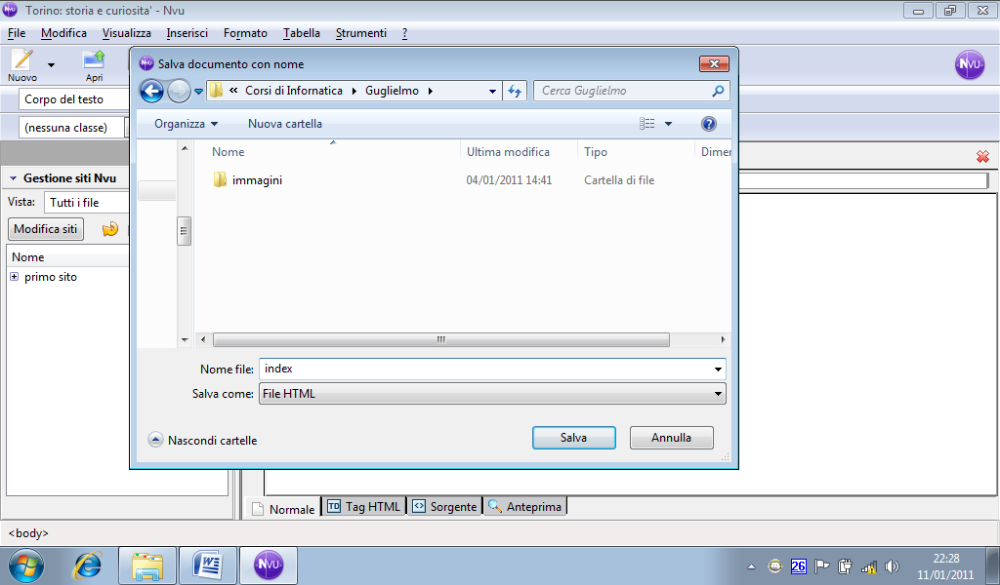 Torino: storia e curiosita' - Nvu
File Modifica Visualizza Inserisci Formato Tabella Strumenti ?
Nuovo Apri
NVU
Corpo del testo
(nessuna classe)
Gestione siti Nvu
Vista: Tutti i file
Modifica siti
Nome
primo sito
Salva documento con nome
« Corsi di Informatica Guglielmo Cerca Guglielmo
Organizza Nuova cartella
Nome Ultima modifica Tipo Dimer
immagini 04/01/2011 14:41 Cartella di file
Nome file: index
Salva come: File HTML
Nascondi cartelle Salva Annulla
Normale TD Tag HTML Sorgente Anteprima
<body>
NVU 26 22:28
11/01/2011